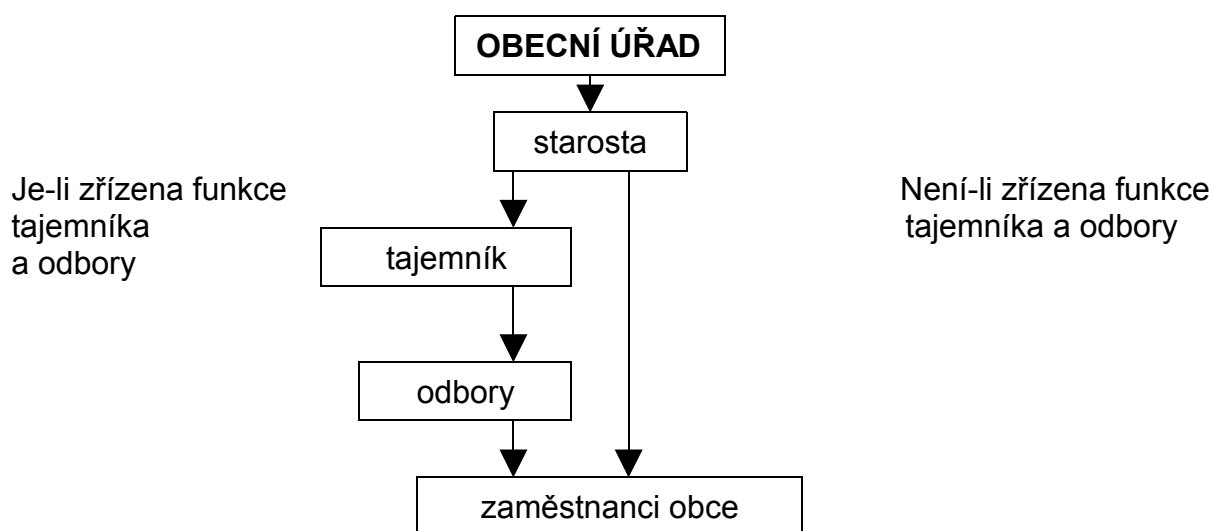 OBECNÍ ÚŘAD
starosta
Je-li zřízena funkce
tajemníka
a odbory
Není-li zřízena funkce
tajemníka a odbory
tajemník
odbory
zaměstnanci obce